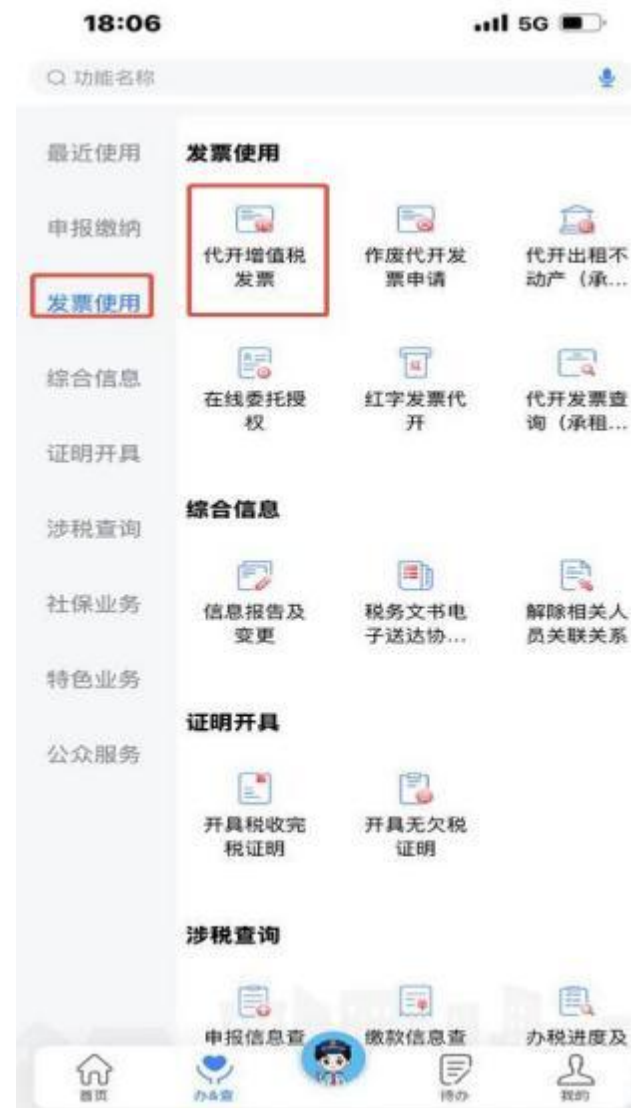 18:06
5G
功能名称
最近使用
申报缴纳
发票使用
综合信息
证明开具
涉税查询
社保业务
特色业务
公众服务
发票使用
代开增值税
发票
作废代开发
票申请
代开出租不
动产（承...
在线委托授
权
红字发票代
开
代开发票查
询（承租...
综合信息
信息报告及
变更
税务文书电
子送达协...
解除相关人
员关联关系
证明开具
开具税收完
税证明
开具无欠税
证明
涉税查询
申报信息查
缴款信息查
办税进度及
首页
办&查
待办
我的